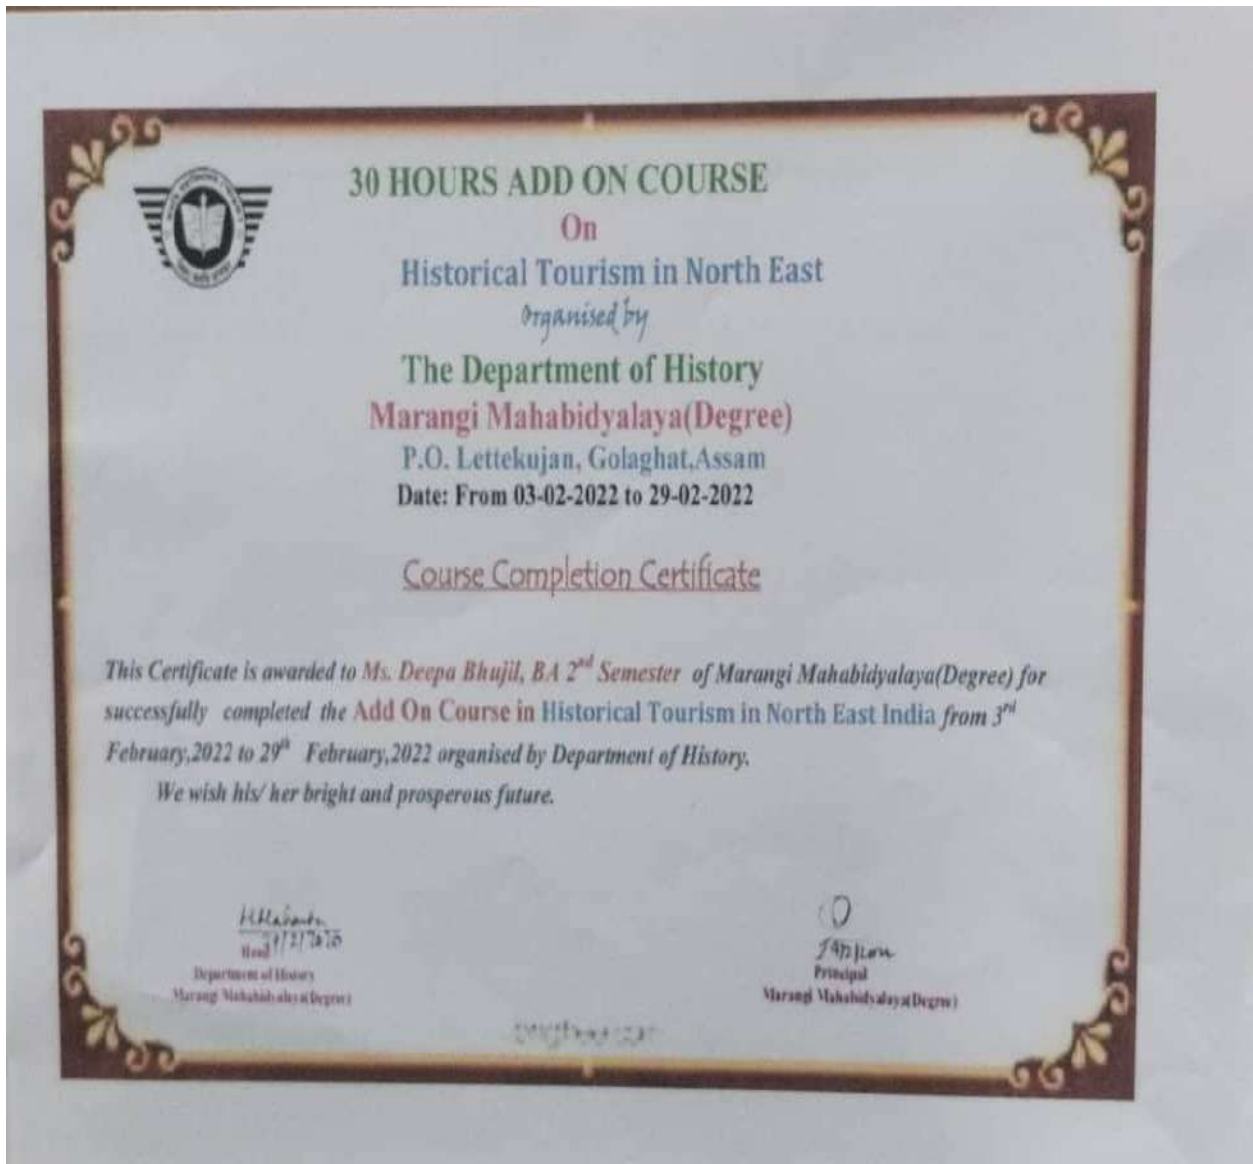 30 HOURS ADD ON COURSE
On
Historical Tourism in North East
Organised by
The Department of History
Marangi Mahabidyalaya(Degree)
P.O. Lettekujan, Golaghat,Assam
Date: From 03-02-2022 to 29-02-2022
Course Completion Certificate
This Certificate is awarded to Ms. Deepa Bhujil, BA 2nd Semester of Marangi Mahabidyalaya(Degree) for
successfully completed the Add On Course in Historical Tourism in North East India from 3rd
February,2022 to 29th February,2022 organised by Department of History.
We wish his/ her bright and prosperous future.
Head
Department of History
Marangi Mahabidyalaya(Degree)
Principal
Marangi Mahabidyalaya(Degree)